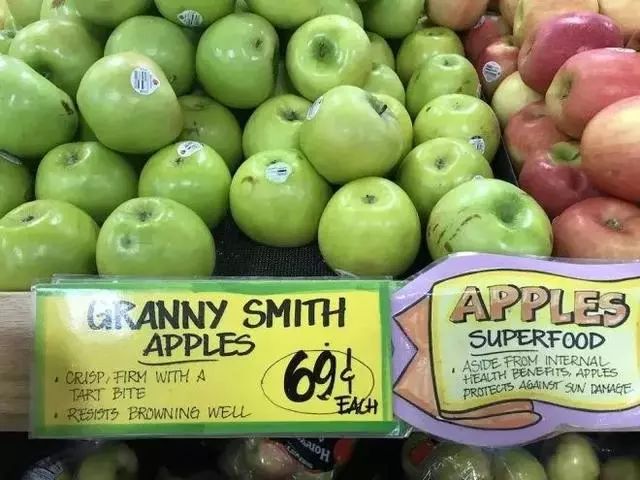 GRANNY SMITH
APPLES
• CRISP, FIRM WITH A
TART BITE
• RESISTS BROWNING WELL
69¢
EACH
APPLES
SUPERFOOD
• ASIDE FROM INTERNAL
HEALTH BENEFITS, APPLES
PROTECTS AGAINST SUN DAMAGE